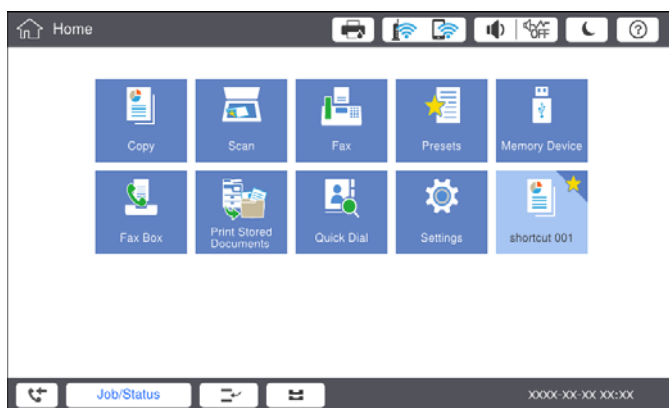 Home
OFF
Copy
Scan
Fax
Presets
Memory Device
Fax Box
Print Stored
Documents
Quick Dial
Settings
shortcut 001
Job/Status
XXXX-XX-XX XX:XX